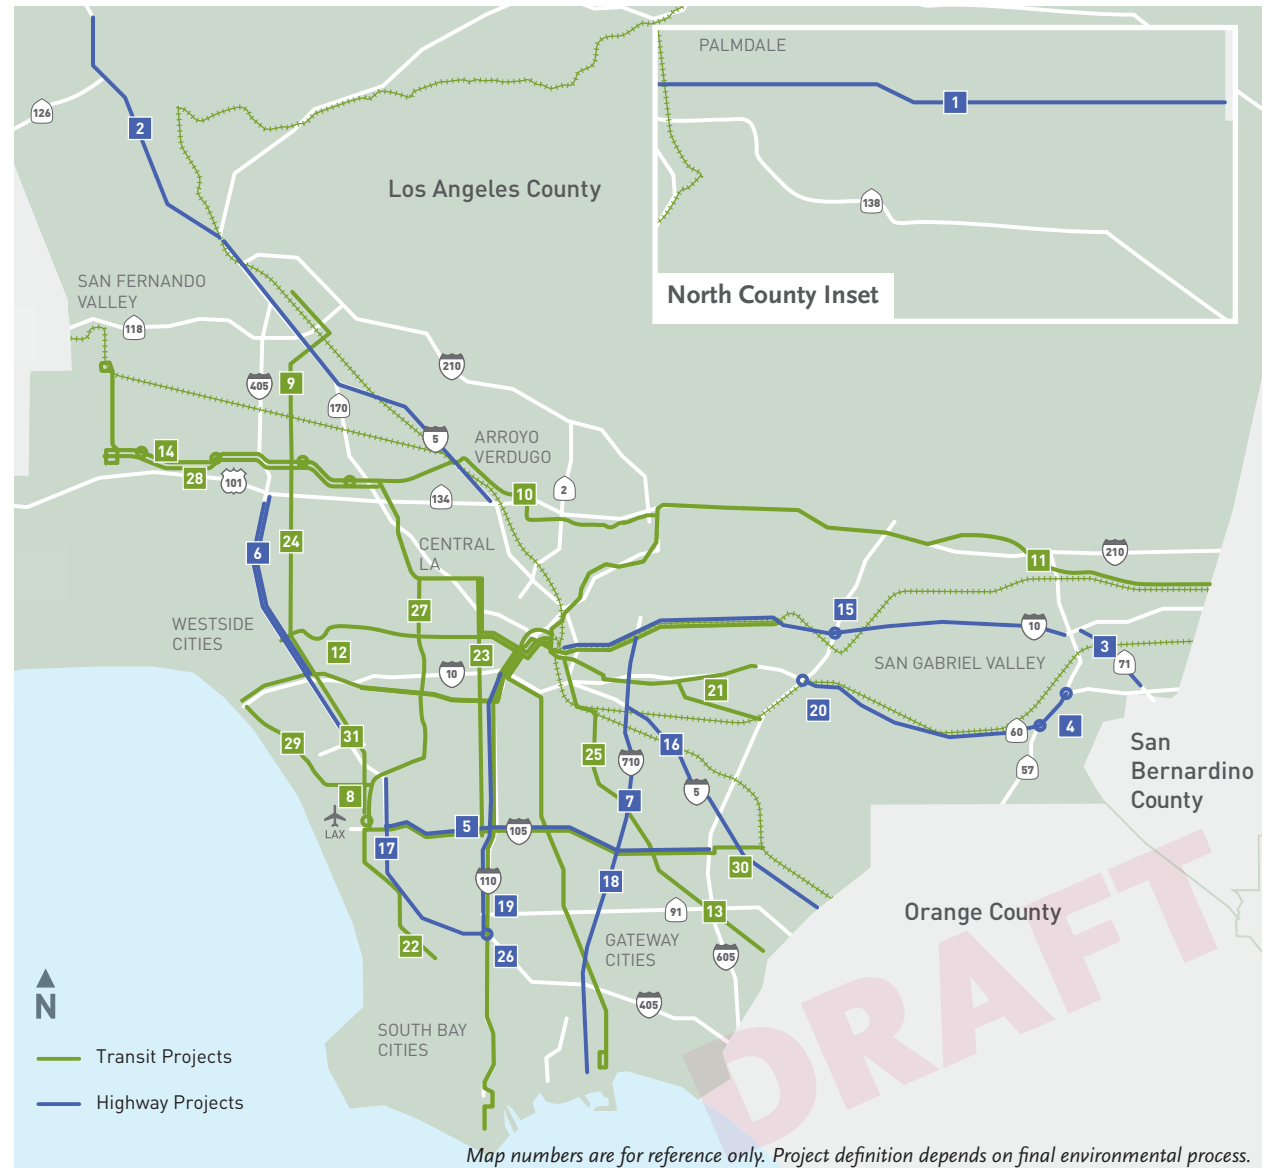 PALMDALE
1
126
2
138
Los Angeles County
SAN FERNANDO
VALLEY
North County Inset
118
210
405
9
170
5
ARROYO
VERDUGO
14
28
101
134
10
2
24
CENTRAL
LA
6
11
210
27
15
WESTSIDE
CITIES
12
23
10
10
3
SAN GABRIEL VALLEY
71
21
20
29
31
25
16
60
4
57
San
Bernardino
County
710
5
8
7
LAX
5
105
17
30
110
18
19
91
13
Orange County
22
26
GATEWAY
CITIES
605
405
N
SOUTH BAY
CITIES
DRAFT
Transit Projects
Highway Projects
Map numbers are for reference only. Project definition depends on final environmental process.